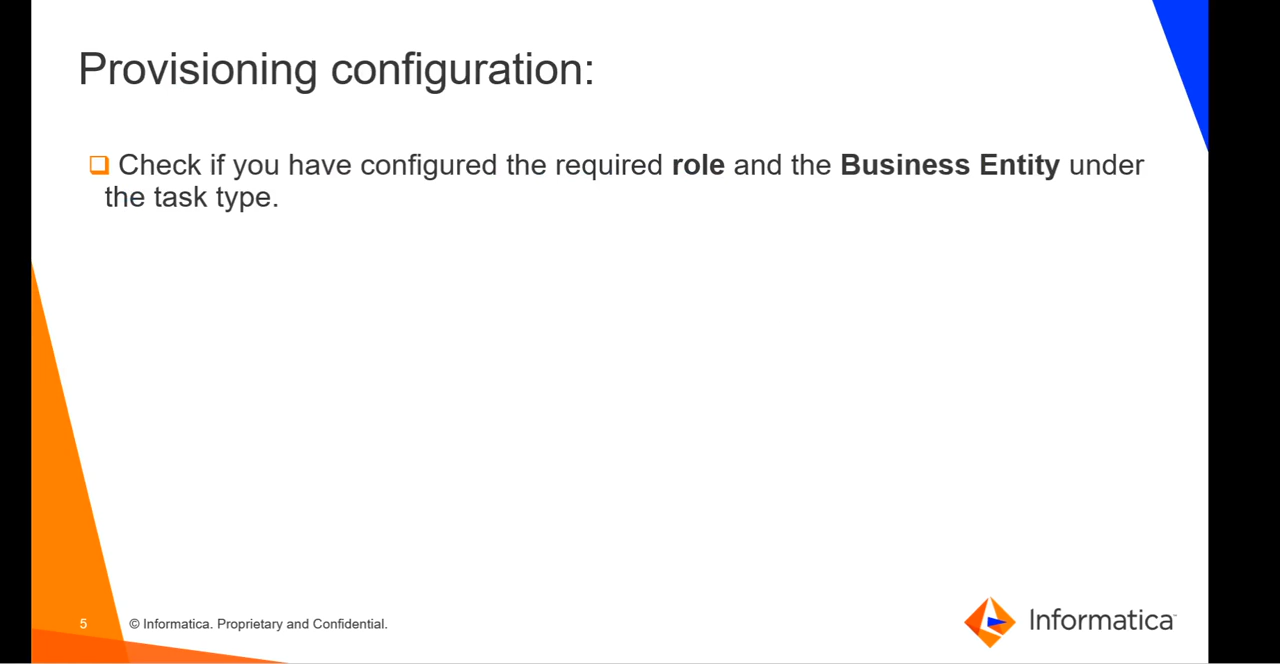 Provisioning configuration:
Check if you have configured the required role and the Business Entity under
the task type.
5
© Informatica. Proprietary and Confidential.
Informatica